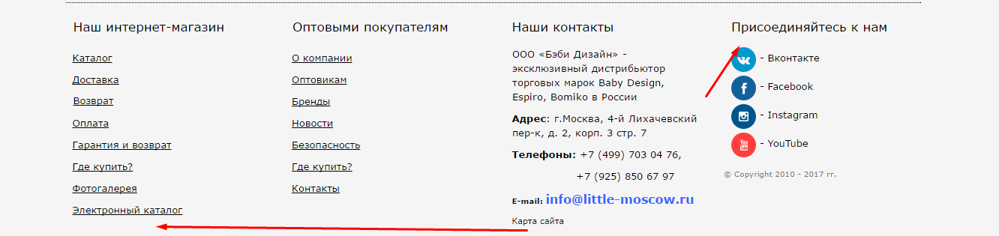 Наш интернет-магазин
Каталог
Доставка
Возврат
Оплата
Гарантия и возврат
Где купить?
Фотогалерея
Электронный каталог
Оптовыми покупателям
О компании
Оптовикам
Бренды
Новости
Безопасность
Где купить?
Контакты
Наши контакты
ООО «Бэби Дизайн» -
эксклюзивный дистрибьютор
торговых марок Baby Design,
Espiro, Bomiko в России
Адрес: г.Москва, 4-й Лихачевский
пер-к, д. 2, корп. 3 стр. 7
Телефоны: +7 (499) 703 04 76,
+7 (925) 850 67 97
E-mail: info@little-moscow.ru
Карта сайта
Присоединяйтесь к нам
- Вконтакте
- Facebook
- Instagram
You Tube - YouTube
© Copyright 2010 - 2017 гг.